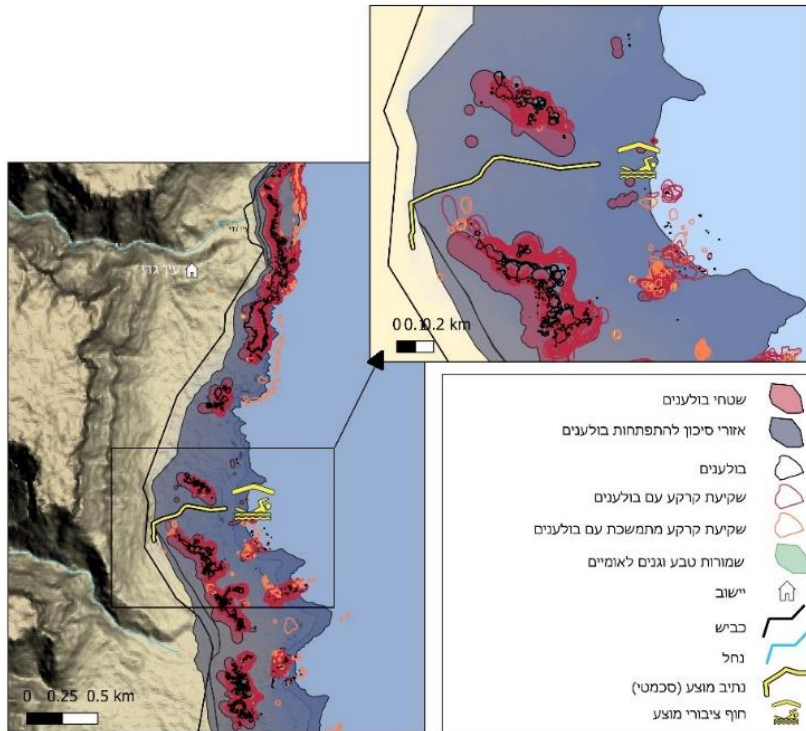 0 0.1 0.2 km
עין גדי
0 0.25 0.5 km
שטחי בולענים
אזורי סיכון להתפתחות בולענים
בולענים
שקיעת קרקע עם בולענים
שקיעת קרקע מתמשכת עם בולענים
שמורות טבע וגנים לאומיים
יישוב
כביש
נחל
נתיב מוצע (סכמטי)
חוף ציבורי מוצע